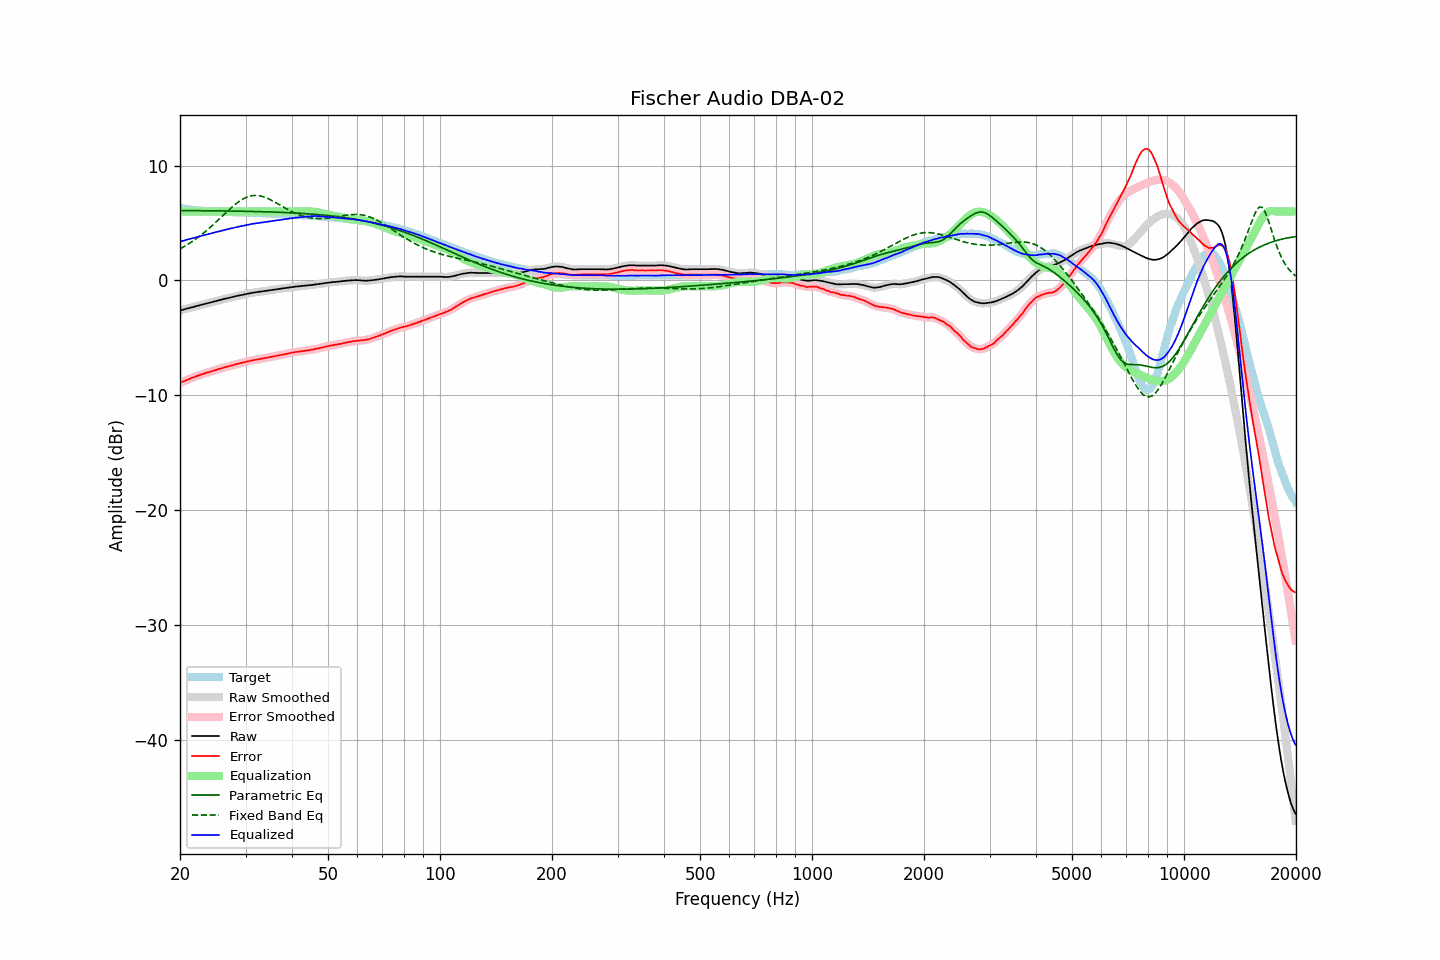 Fischer Audio DBA-02
Amplitude (dBr)
10
0
−10
−20
−30
−40
Target
Raw Smoothed
Error Smoothed
Raw
Error
Equalization
Parametric Eq
Fixed Band Eq
Equalized
20 50 100 200 500 1000 2000 5000 10000 20000
Frequency (Hz)